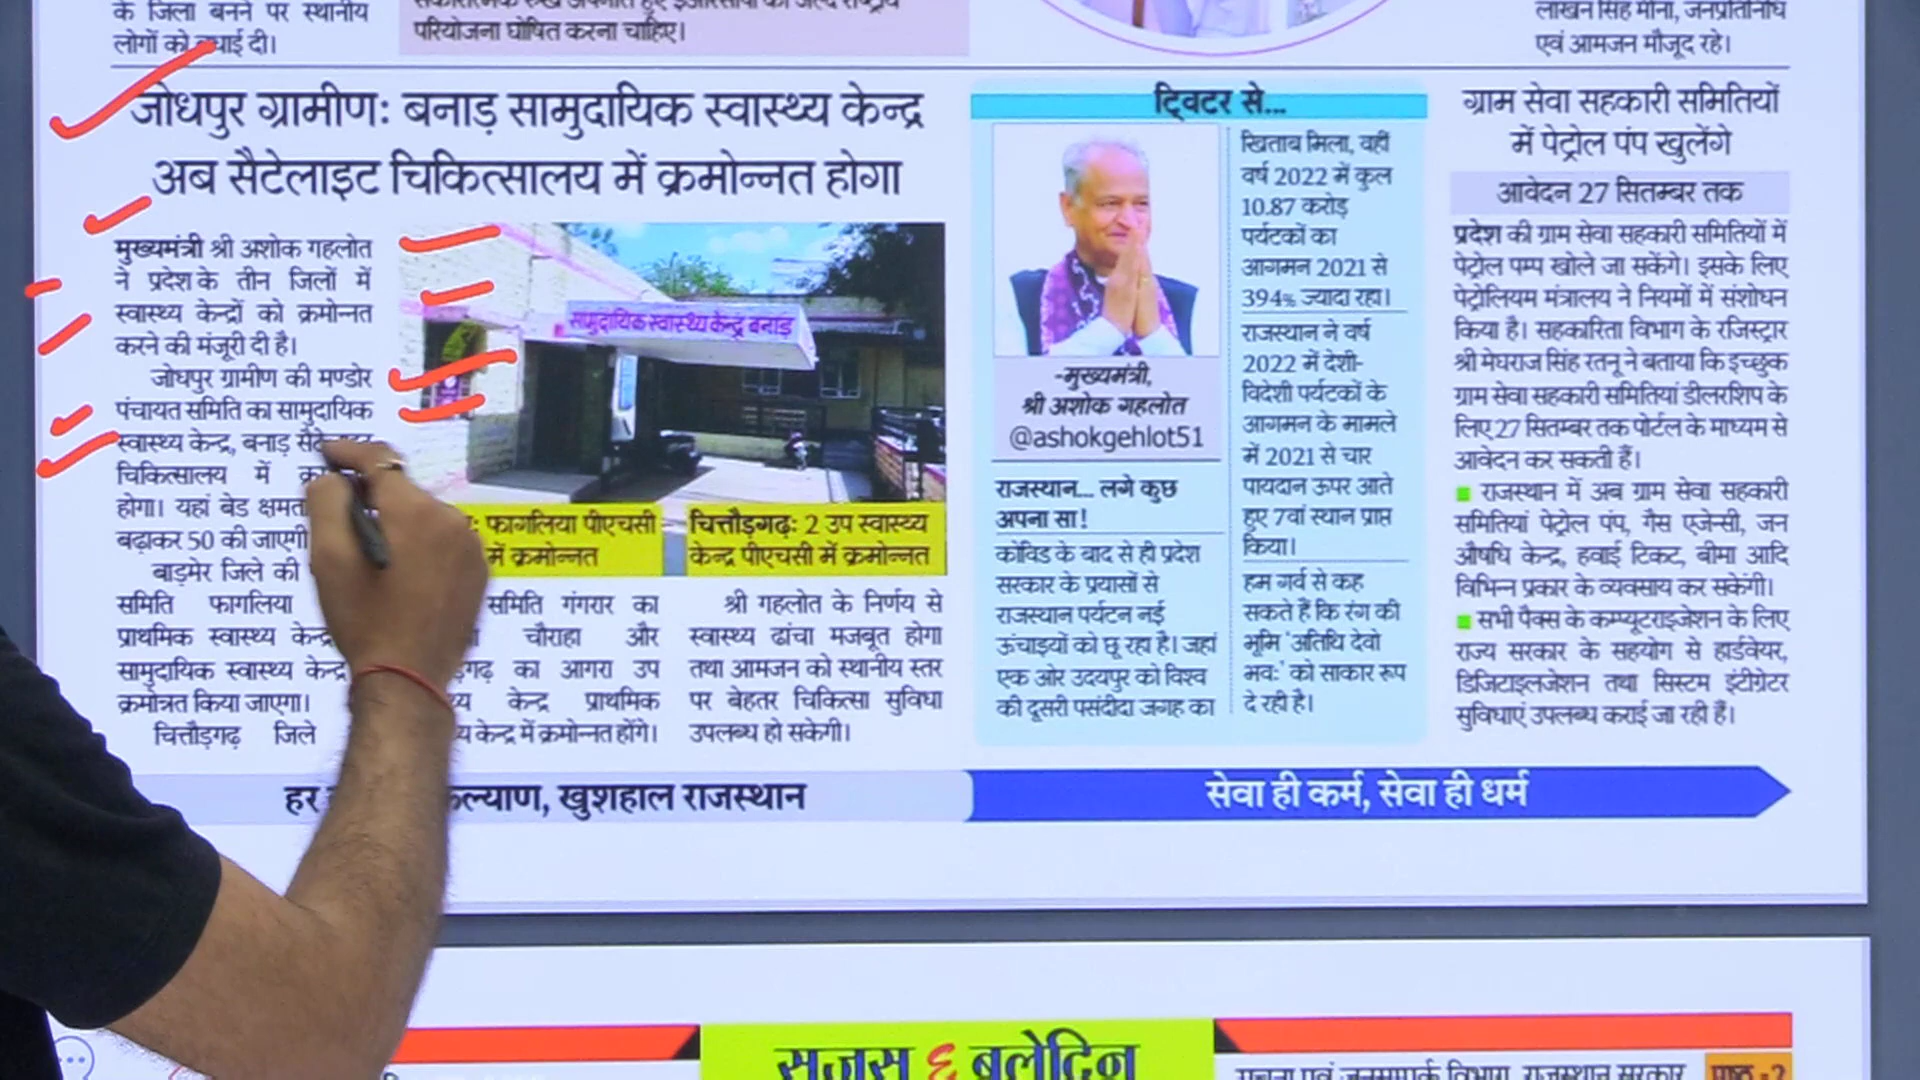 के जिला बनने पर स्थानीय
लोगों को बधाई दी।
परियोजना घोषित करना चाहिए।
लाखन सिंह मीना, जनप्रतिनिधि
एवं आमजन मौजूद रहे।
जोधपुर ग्रामीण: बनाड़ सामुदायिक स्वास्थ्य केन्द्र
अब सैटेलाइट चिकित्सालय में क्रमोन्नत होगा
मुख्यमंत्री श्री अशोक गहलोत
ने प्रदेश के तीन जिलों में
स्वास्थ्य केन्द्रों को क्रमोन्नत
करने की मंजूरी दी है।
जोधपुर ग्रामीण की मण्डोर
पंचायत समिति का सामुदायिक
स्वास्थ्य केन्द्र, बनाड़
चिकित्सालय में
होगा। यहां बेड
बढ़ाकर 50 की जाएगी
बाड़मेर जिले की
समिति फागलिया
प्राथमिक स्वास्थ्य केन्द्र
सामुदायिक स्वास्थ्य केन्द्र
क्रमोन्नत किया जाएगा।
चित्तौड़गढ़ जिले
सामुदायिक स्वास्थ्य केन्द्र बनाड़
फागलिया पीएचसी
में क्रमोन्नत
चित्तौड़गढ़: 2 उप स्वास्थ्य
केन्द्र पीएचसी में क्रमोन्नत
समिति गंगरार का
चौराहा और
का आगरा उप
केन्द्र प्राथमिक
केन्द्र में क्रमोन्नत होंगे।
श्री गहलोत के निर्णय से
स्वास्थ्य ढांचा मजबूत होगा
तथा आमजन को स्थानीय स्तर
पर बेहतर चिकित्सा सुविधा
उपलब्ध हो सकेगी।
ट्विटर से...
-मुख्यमंत्री,
श्री अशोक गहलोत
@ashokgehlot51
राजस्थान... लगे कुछ
अपना सा!
कोविड के बाद से ही प्रदेश
सरकार के प्रयासों से
राजस्थान पर्यटन नई
ऊंचाइयों को छू रहा है। जहां
एक ओर उदयपुर को विश्व
की दूसरी पसंदीदा जगह का
खिताब मिला, वहीं
वर्ष 2022 में कुल
10.87 करोड़
पर्यटकों का
आगमन 2021 से
394% ज्यादा रहा।
राजस्थान ने वर्ष
2022 में देशी-
विदेशी पर्यटकों के
आगमन के मामले
में 2021 से चार
पायदान ऊपर आते
हुए 7वां स्थान प्राप्त
किया।
हम गर्व से कह
सकते हैं कि रंग की
भूमि 'अतिथि देवो
भवः' को साकार रूप
दे रही है।
ग्राम सेवा सहकारी समितियों
में पेट्रोल पंप खुलेंगे
आवेदन 27 सितम्बर तक
प्रदेश की ग्राम सेवा सहकारी समितियों में
पेट्रोल पम्प खोले जा सकेंगे। इसके लिए
पेट्रोलियम मंत्रालय ने नियमों में संशोधन
किया है। सहकारिता विभाग के रजिस्ट्रार
श्री मेघराज सिंह रतनू ने बताया कि इच्छुक
ग्राम सेवा सहकारी समितियां डीलरशिप के
लिए 27 सितम्बर तक पोर्टल के माध्यम से
आवेदन कर सकती हैं।
राजस्थान में अब ग्राम सेवा सहकारी
समितियां पेट्रोल पंप, गैस एजेन्सी, जन
औषधि केन्द्र, हवाई टिकट, बीमा आदि
विभिन्न प्रकार के व्यवसाय कर सकेंगी।
सभी पैक्स के कम्प्यूटराइजेशन के लिए
राज्य सरकार के सहयोग से हार्डवेयर,
डिजिटाइलजेशन तथा सिस्टम इंटीग्रेटर
सुविधाएं उपलब्ध कराई जा रही हैं।
हर कल्याण, खुशहाल राजस्थान
सेवा ही कर्म, सेवा ही धर्म
सुजस ई बुलेटिन
सूचना एवं जनसम्पर्क विभाग, राजस्थान सरकार
पृष्ठ -2